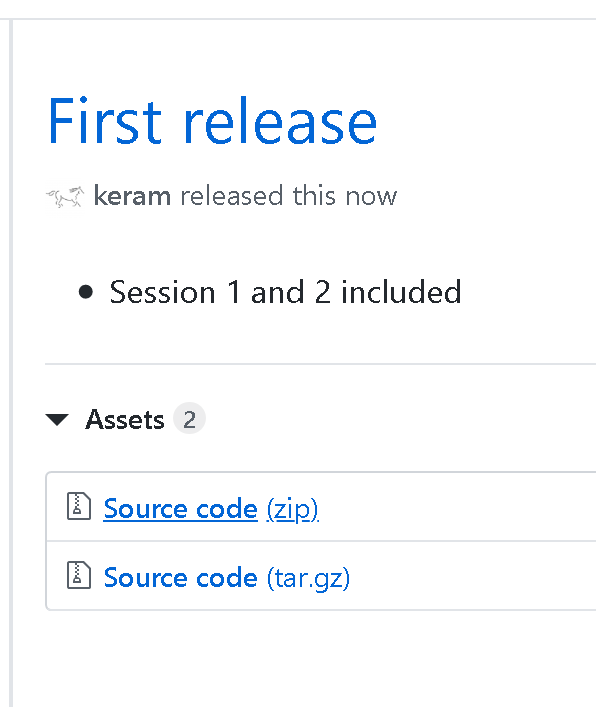 First release
keram released this now
Session 1 and 2 included
Assets 2
Source code (zip)
Source code (tar.gz)